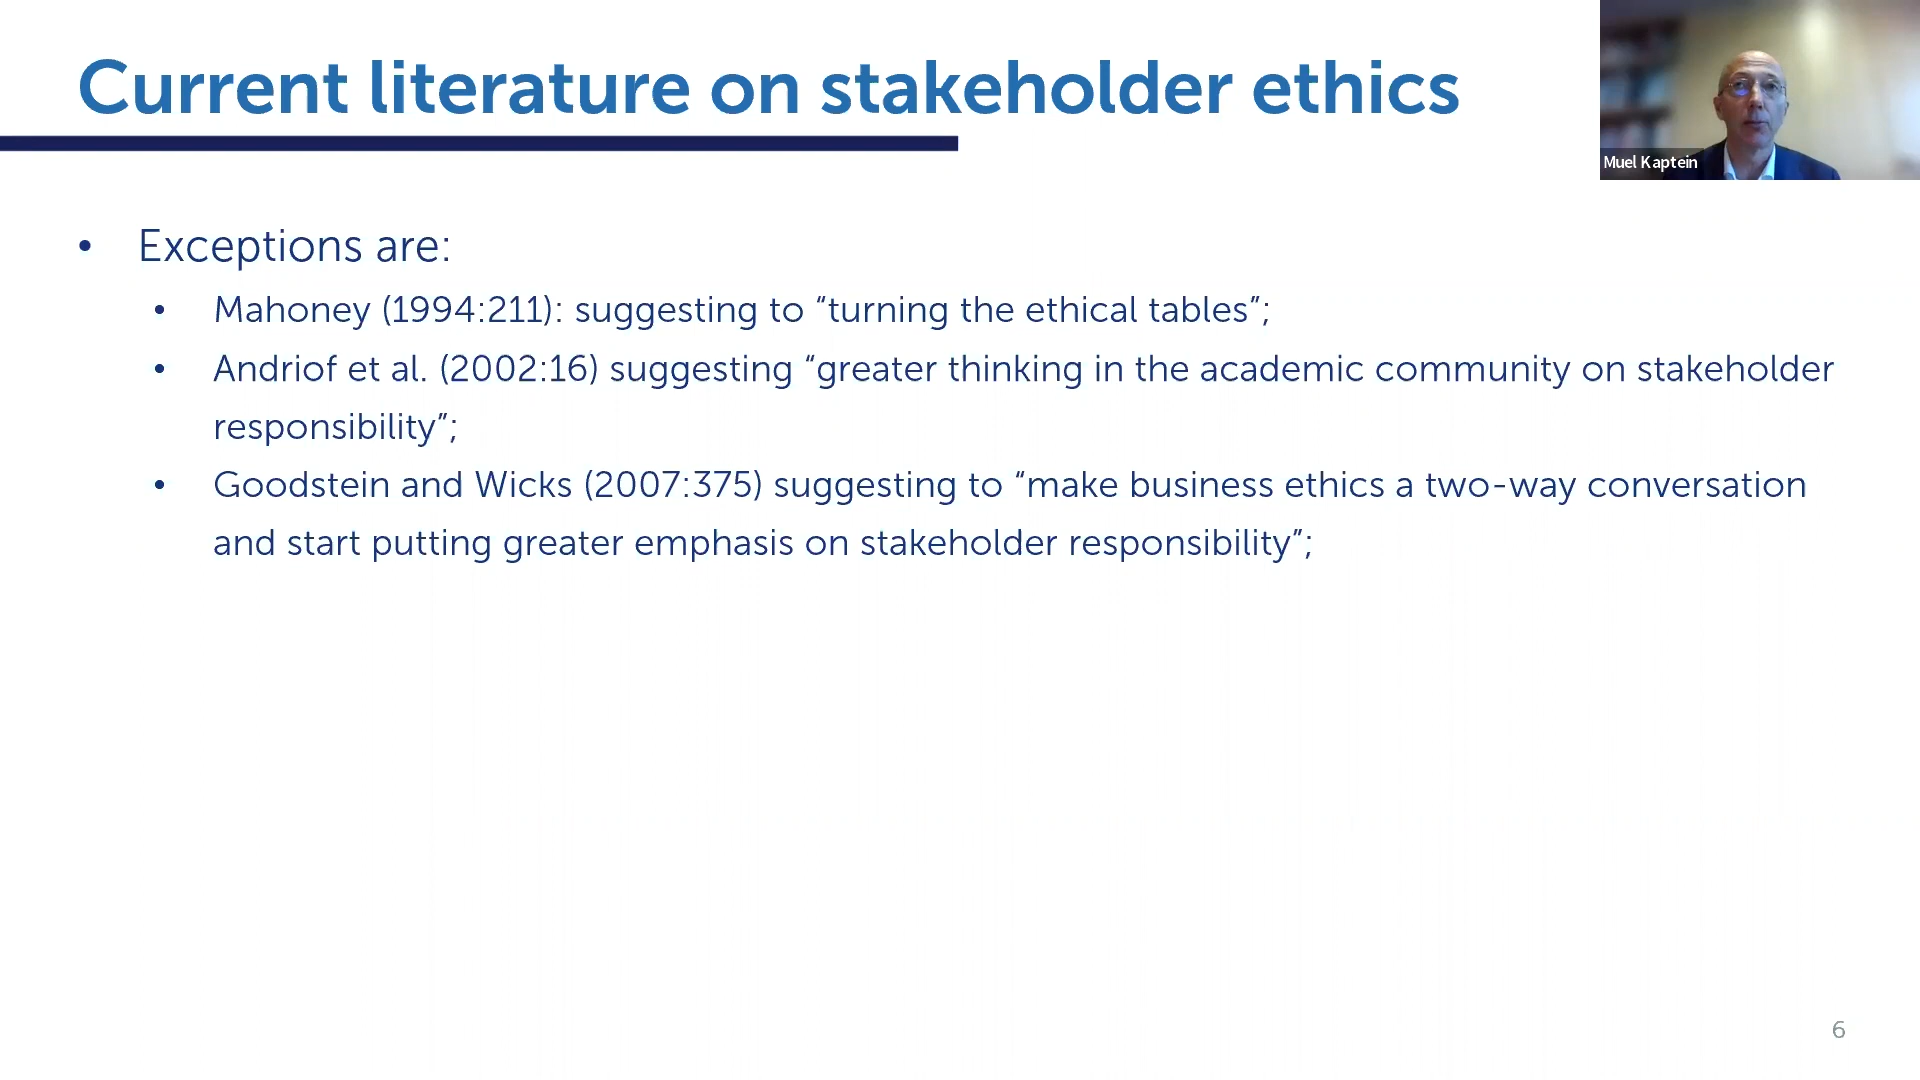 Current literature on stakeholder ethics
Muel Kaptein
• Exceptions are:
• Mahoney (1994:211): suggesting to “turning the ethical tables”;
• Andriof et al. (2002:16) suggesting “greater thinking in the academic community on stakeholder
responsibility”;
• Goodstein and Wicks (2007:375) suggesting to “make business ethics a two-way conversation
and start putting greater emphasis on stakeholder responsibility”;
6